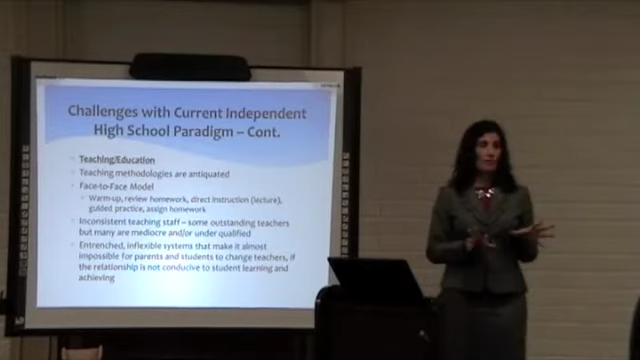 Challenges with Current Independent
High School Paradigm – Cont.
Teaching/Education
Teaching methodologies are antiquated
Face-to-Face Model
Warm-up, review homework, direct instruction (lecture),
guided practice, assign homework
Inconsistent teaching staff – some outstanding teachers
but many are mediocre and/or under qualified
Entrenched, inflexible systems that make it almost
impossible for parents and students to change teachers, if
the relationship is not conducive to student learning and
achieving